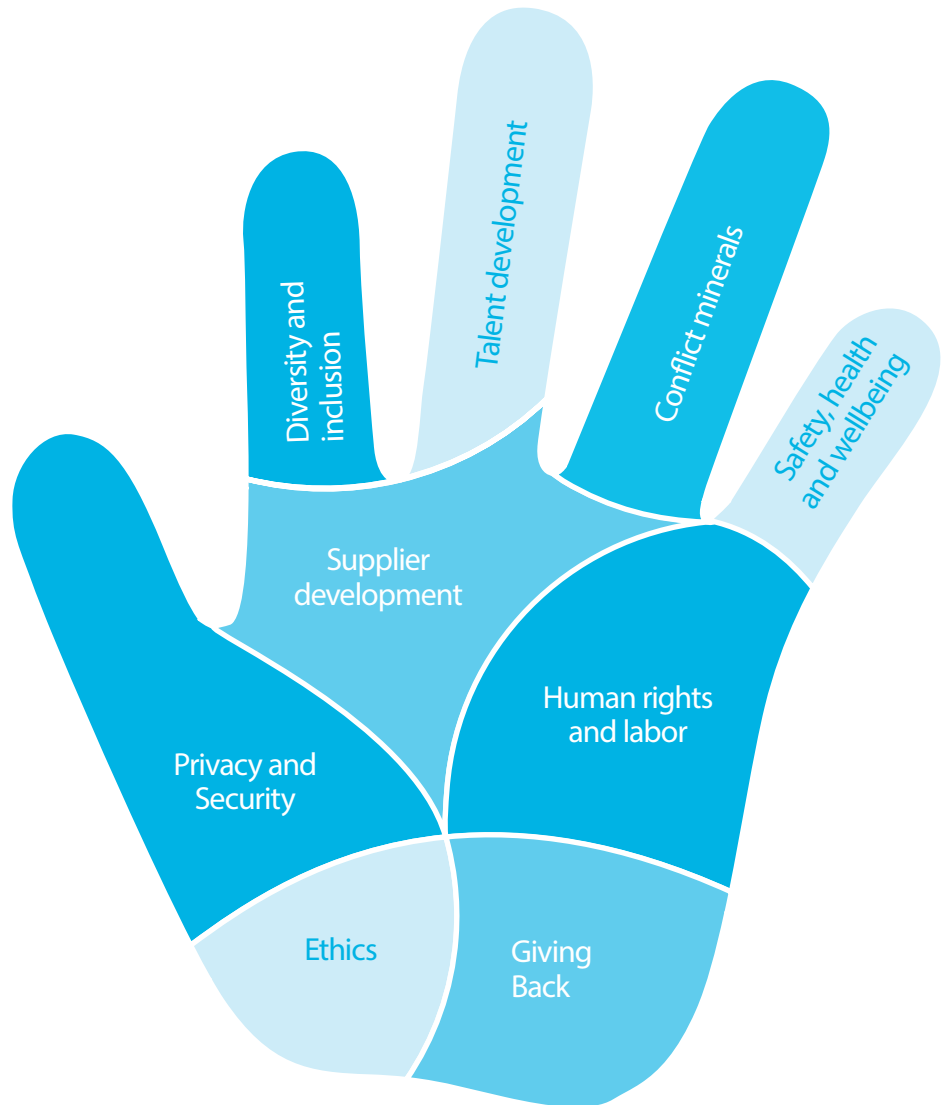 Diversity and
inclusion
Talent development
Conflict minerals
Safety, health
and wellbeing
Supplier
development
Human rights
and labor
Privacy and
Security
Ethics
Giving
Back